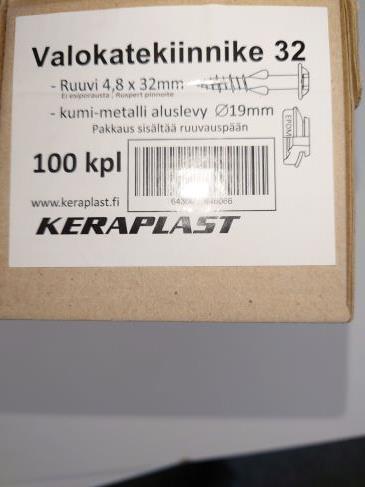 Valokatekiinnike 32
- Ruuvi 4,8 x 32mm
Ei esiporausta | Ruspert pinnoite
- kumi-metalli aluslevy Ø19mm
EPDM
Pakkaus sisältää ruuvauspään
100 kpl
www.keraplast.fi
KERAPLAST